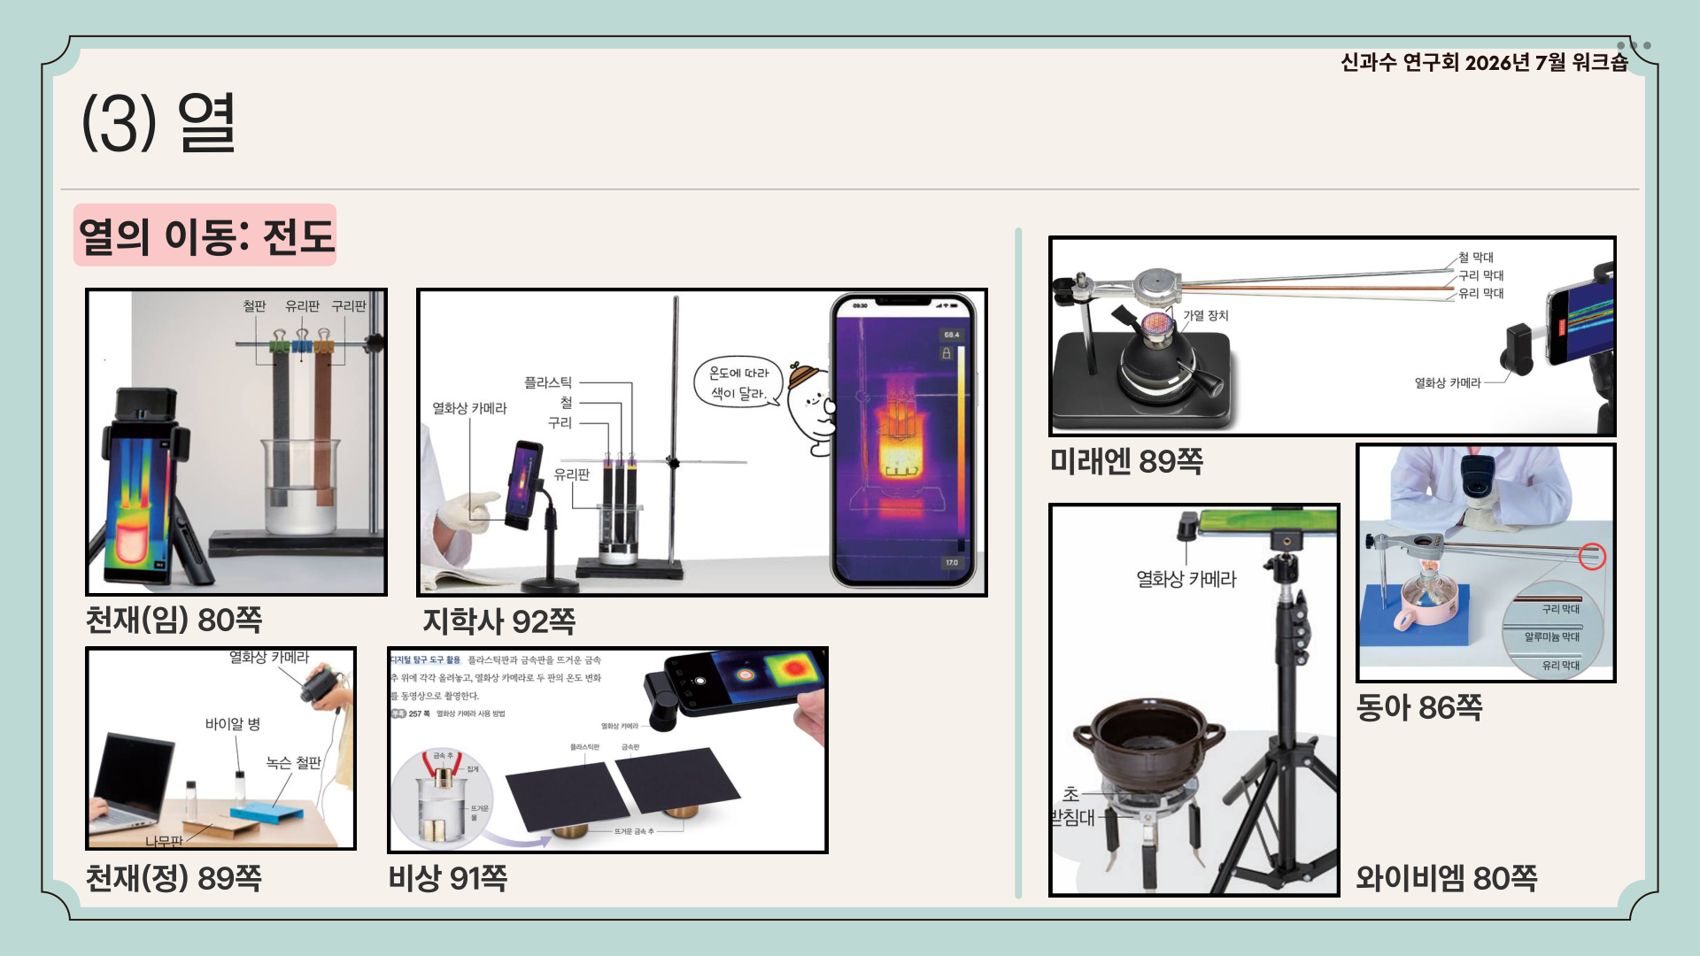 신과수 연구회 2026년 7월 워크숍
(3) 열
열의 이동: 전도
철판 유리판 구리판
천재(임) 80쪽
플라스틱
철
구리
열화상 카메라
유리판
온도에 따라
색이 달라.
09:30
68.4
17.0
지학사 92쪽
열화상 카메라
바이알 병
녹슨 철판
나무판
천재(정) 89쪽
디지털 탐구 도구 활용 플라스틱판과 금속판을 뜨거운 금속
추 위에 각각 올려놓고, 열화상 카메라로 두 판의 온도 변화
를 동영상으로 촬영한다.
부록 257 쪽 열화상 카메라 사용 방법
열화상 카메라
플라스틱판 금속판
금속 추
집게
뜨거운
물
뜨거운 금속 추
비상 91쪽
철 막대
구리 막대
유리 막대
가열 장치
열화상 카메라
미래엔 89쪽
구리 막대
알루미늄 막대
유리 막대
동아 86쪽
열화상 카메라
초
받침대
와이비엠 80쪽